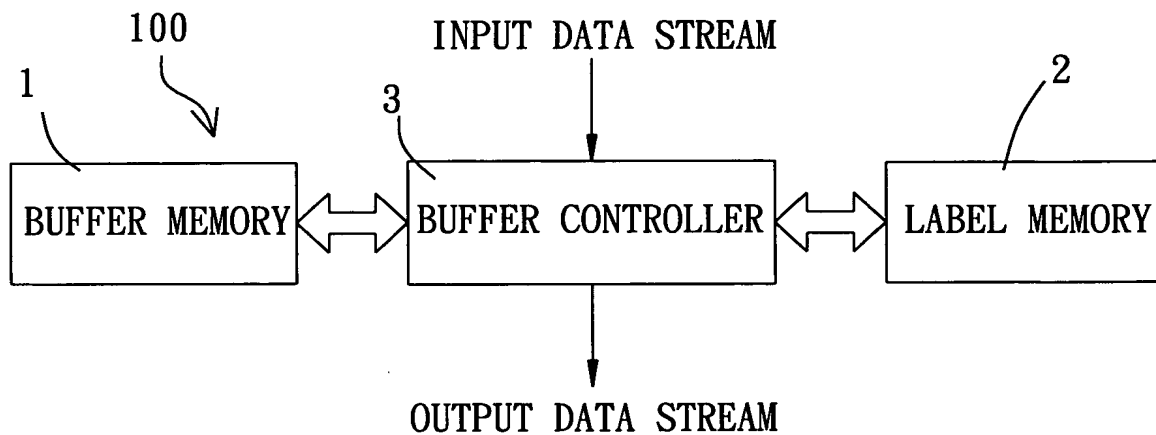 100
INPUT DATA STREAM
1
3
2
BUFFER MEMORY
BUFFER CONTROLLER
LABEL MEMORY
OUTPUT DATA STREAM